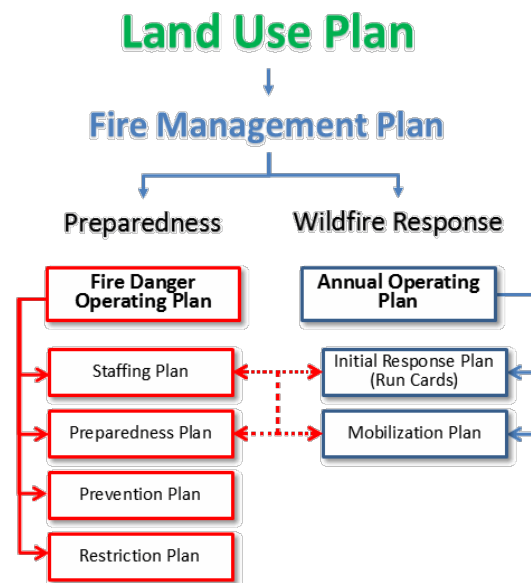 Land Use Plan
Fire Management Plan
Preparedness
Wildfire Response
Fire Danger
Operating Plan
Annual Operating
Plan
Staffing Plan
Initial Response Plan
(Run Cards)
Preparedness Plan
Mobilization Plan
Prevention Plan
Restriction Plan